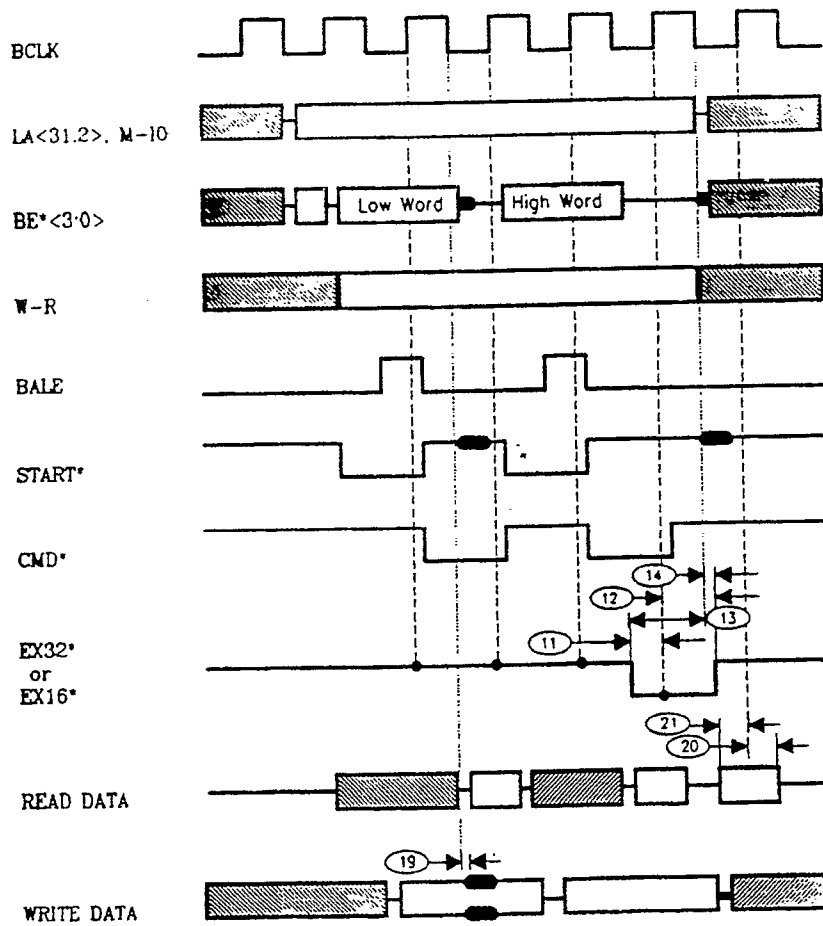 BCLK
LA<31.2>, M-IO
BE*<3·0>
Low Word
High Word
W-R
BALE
START*
CMD*
14
12
13
11
EX32*
or
EX16*
21
20
READ DATA
19
WRITE DATA